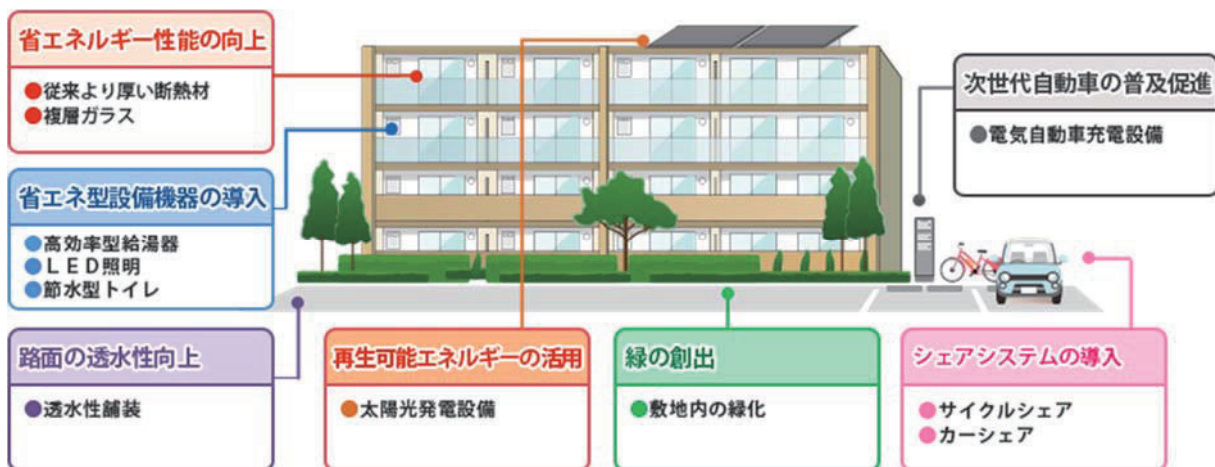 省エネルギー性能の向上
●従来より厚い断熱材
●複層ガラス
省エネ型設備機器の導入
●高効率型給湯器
●ＬＥＤ照明
●節水型トイレ
路面の透水性向上
●透水性舗装
再生可能エネルギーの活用
●太陽光発電設備
緑の創出
●敷地内の緑化
次世代自動車の普及促進
●電気自動車充電設備
シェアシステムの導入
●サイクルシェア
●カーシェア